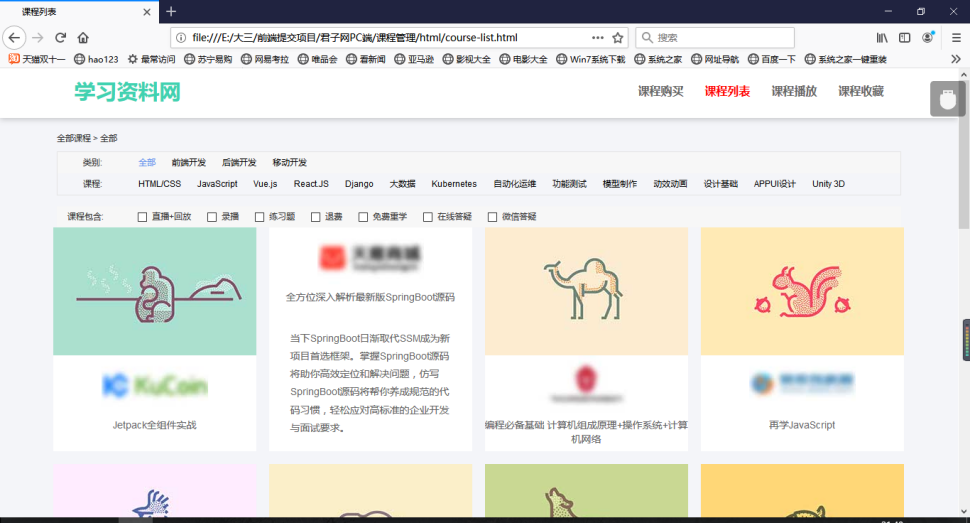 课程列表
file:///E:/大三/前端提交项目/君子网PC端/课程管理/html/course-list.html
搜索
天猫双十一 hao123 最常访问 苏宁易购 网易考拉 唯品会 看新闻 亚马逊 影视大全 电影大全 Win7系统下载 系统之家 网址导航 百度一下 系统之家一键重装
学习资料网 课程购买 课程列表 课程播放 课程收藏
全部课程 > 全部
类别: 全部 前端开发 后端开发 移动开发
课程: HTML/CSS JavaScript Vue.js React.JS Django 大数据 Kubernetes 自动化运维 功能测试 模型制作 动效动画 设计基础 APPUI设计 Unity 3D
课程包含: 直播+回放 录播 练习题 退费 免费重学 在线答疑 微信答疑
KuCoin
Jetpack全组件实战
全方位深入解析最新版SpringBoot源码
当下SpringBoot日渐取代SSM成为新
项目首选框架。掌握SpringBoot源码
将助你高效定位和解决问题，仿写
SpringBoot源码将帮你养成规范的代
码习惯，轻松应对高标准的企业开发
与面试要求。
编程必备基础 计算机组成原理+操作系统+计算
机网络
再学JavaScript